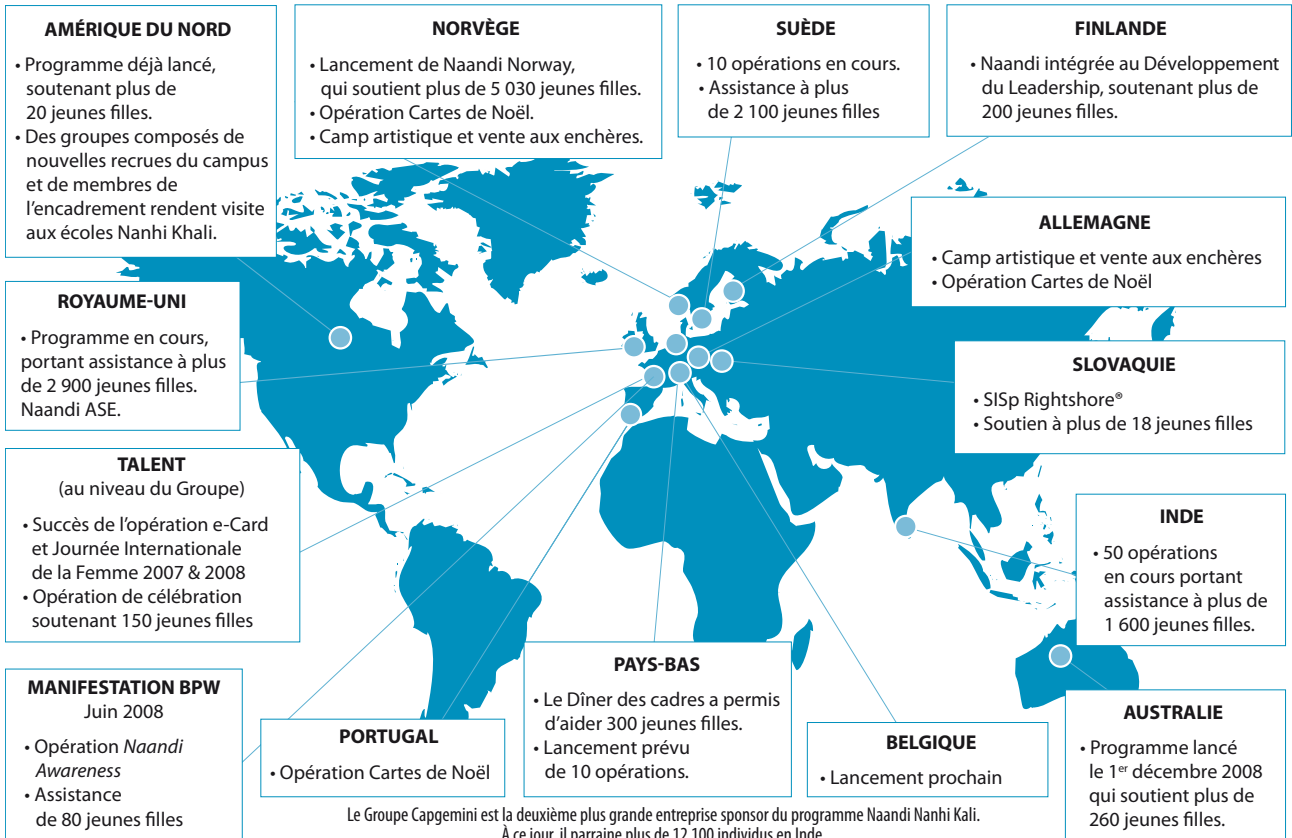 AMÉRIQUE DU NORD
• Programme déjà lancé,
soutenant plus de
20 jeunes filles.
• Des groupes composés de
nouvelles recrues du campus
et de membres de
l'encadrement rendent visite
aux écoles Nanhi Khali.
NORVÈGE
• Lancement de Naandi Norway,
qui soutient plus de 5 030 jeunes filles.
• Opération Cartes de Noël.
• Camp artistique et vente aux enchères.
SUÈDE
• 10 opérations en cours.
• Assistance à plus
de 2 100 jeunes filles
FINLANDE
• Naandi intégrée au Développement
du Leadership, soutenant plus de
200 jeunes filles.
ALLEMAGNE
• Camp artistique et vente aux enchères
• Opération Cartes de Noël
ROYAUME-UNI
• Programme en cours,
portant assistance à plus
de 2 900 jeunes filles.
Naandi ASE.
SLOVAQUIE
• SISp Rightshore®
• Soutien à plus de 18 jeunes filles
TALENT
(au niveau du Groupe)
• Succès de l'opération e-Card
et Journée Internationale
de la Femme 2007 & 2008
• Opération de célébration
soutenant 150 jeunes filles
INDE
• 50 opérations
en cours portant
assistance à plus de
1 600 jeunes filles.
MANIFESTATION BPW
Juin 2008
• Opération Naandi
Awareness
• Assistance
de 80 jeunes filles
PORTUGAL
• Opération Cartes de Noël
PAYS-BAS
• Le Dîner des cadres a permis
d'aider 300 jeunes filles.
• Lancement prévu
de 10 opérations.
BELGIQUE
• Lancement prochain
AUSTRALIE
• Programme lancé
le 1er décembre 2008
qui soutient plus de
260 jeunes filles.
Le Groupe Capgemini est la deuxième plus grande entreprise sponsor du programme Naandi Nanhi Kali.
À ce jour, il parraine plus de 12 100 individus en Inde